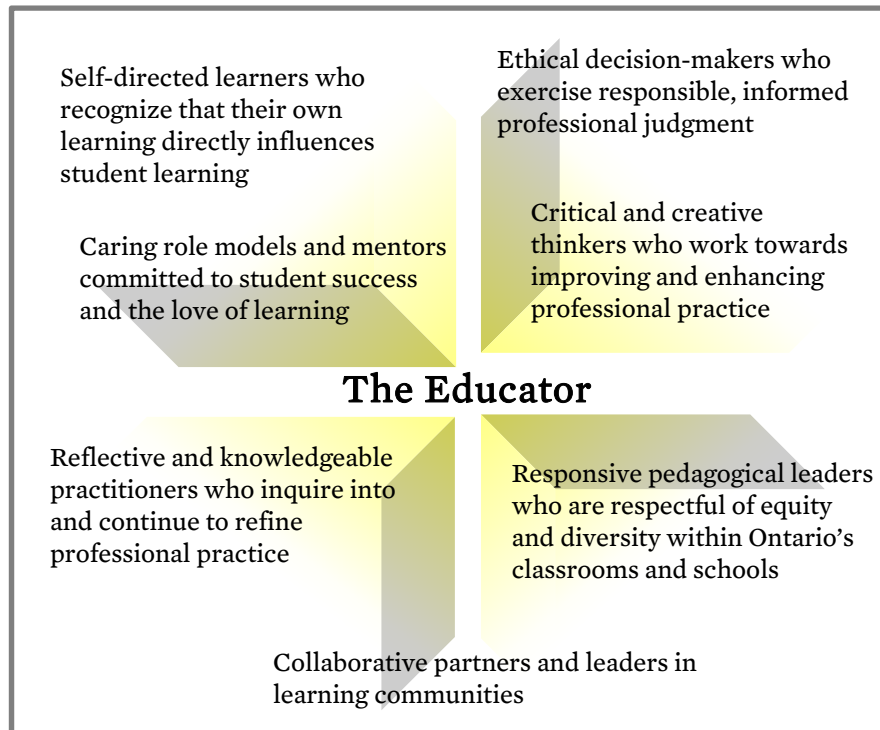 Self-directed learners who
recognize that their own
learning directly influences
student learning
Ethical decision-makers who
exercise responsible, informed
professional judgment
Caring role models and mentors
committed to student success
and the love of learning
Critical and creative
thinkers who work towards
improving and enhancing
professional practice
The Educator
Reflective and knowledgeable
practitioners who inquire into
and continue to refine
professional practice
Responsive pedagogical leaders
who are respectful of equity
and diversity within Ontario’s
classrooms and schools
Collaborative partners and leaders in
learning communities